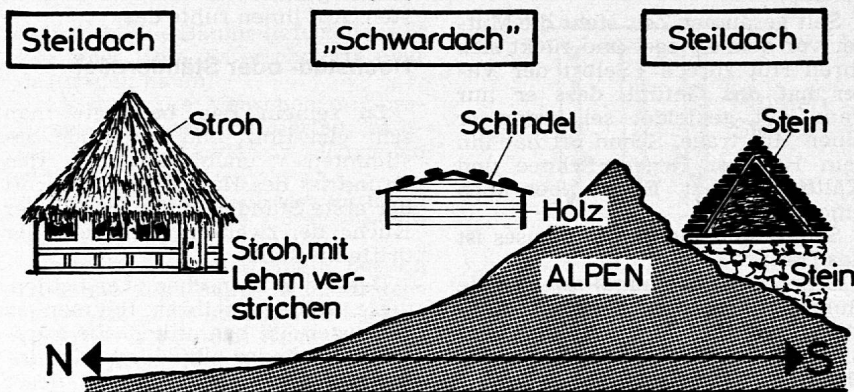 Steildach
„Schwardach”
Steildach
Stroh
Schindel
Stein
Holz
Stroh, mit
Lehm ver-
strichen
ALPEN
Stein
N
S